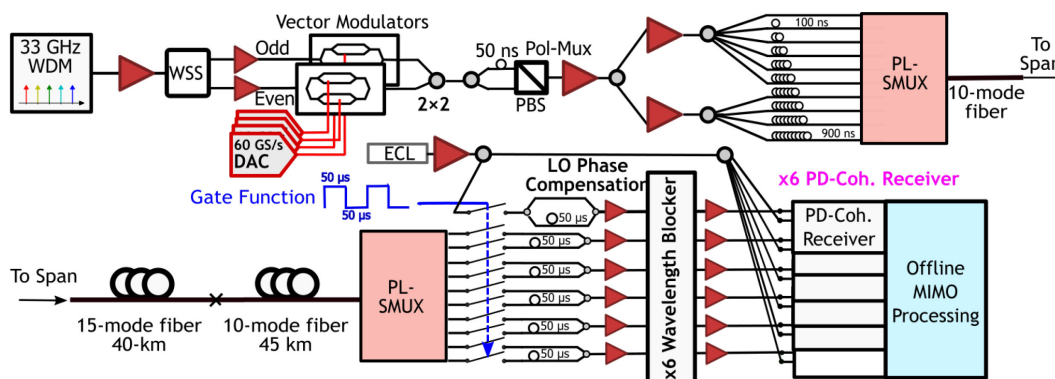 33 GHz
WDM
WSS
Odd
Even
Vector Modulators
60 GS/s
DAC
2×2
50 ns
Pol-Mux
PBS
100 ns
900 ns
PL-
SMUX
To
Span
10-mode
fiber
ECL
LO Phase
Compensation
Gate Function
50 µs
50 µs
x6 PD-Coh. Receiver
To Span
15-mode fiber
40-km
10-mode fiber
45 km
PL-
SMUX
50 µs
50 µs
50 µs
50 µs
50 µs
50 µs
x6 Wavelength Blocker
PD-Coh.
Receiver
Offline
MIMO
Processing